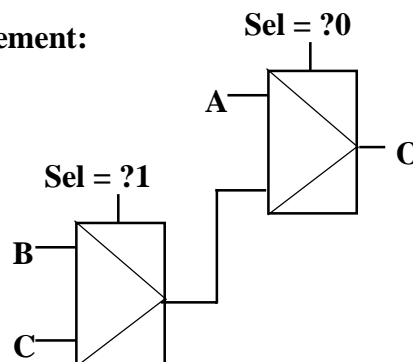 Sel = ?0
ement:
A
O
Sel = ?1
B
C